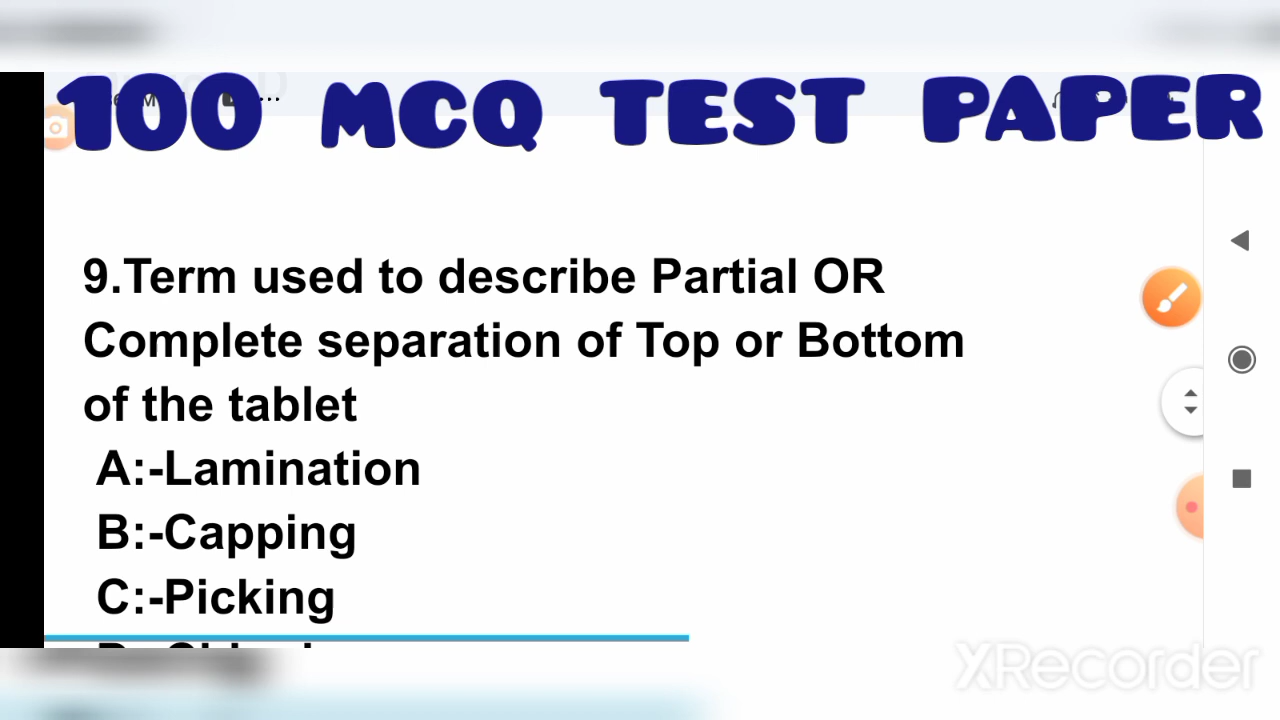 100 MCQ TEST PAPER
9.Term used to describe Partial OR
Complete separation of Top or Bottom
of the tablet
A:-Lamination
B:-Capping
C:-Picking
XRecorder